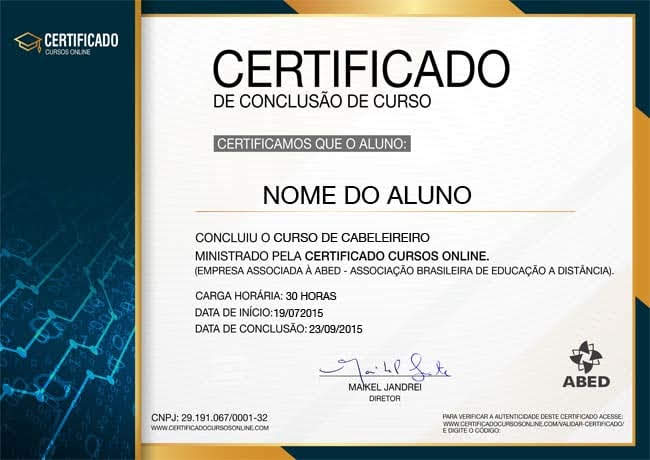 CERTIFICADO
CURSOS ONLINE
CERTIFICADO
DE CONCLUSÃO DE CURSO
CERTIFICAMOS QUE O ALUNO:
NOME DO ALUNO
CONCLUIU O CURSO DE CABELEIREIRO
MINISTRADO PELA CERTIFICADO CURSOS ONLINE.
(EMPRESA ASSOCIADA À ABED - ASSOCIAÇÃO BRASILEIRA DE EDUCAÇÃO A DISTÂNCIA).
CARGA HORÁRIA: 30 HORAS
DATA DE INÍCIO:19/072015
DATA DE CONCLUSÃO: 23/09/2015
MAIKEL JANDREI
DIRETOR
ABED
CNPJ: 29.191.067/0001-32
WWW.CERTIFICADOCURSOSONLINE.COM
PARA VERIFICAR A AUTENTICIDADE DESTE CERTIFICADO ACESSE:
WWW.CERTIFICADOCURSOSONLINE.COM/VALIDAR-CERTIFICADO/
E DIGITE O CÓDIGO: